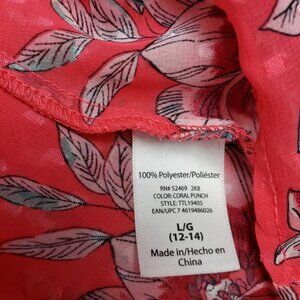 100% Polyester/Poliéster
RN# 52469 2K8
COLOR: CORAL PUNCH
STYLE: TTL19405
EAN/UPC 7 4619486026
L/G
(12-14)
Made in/Hecho en
China